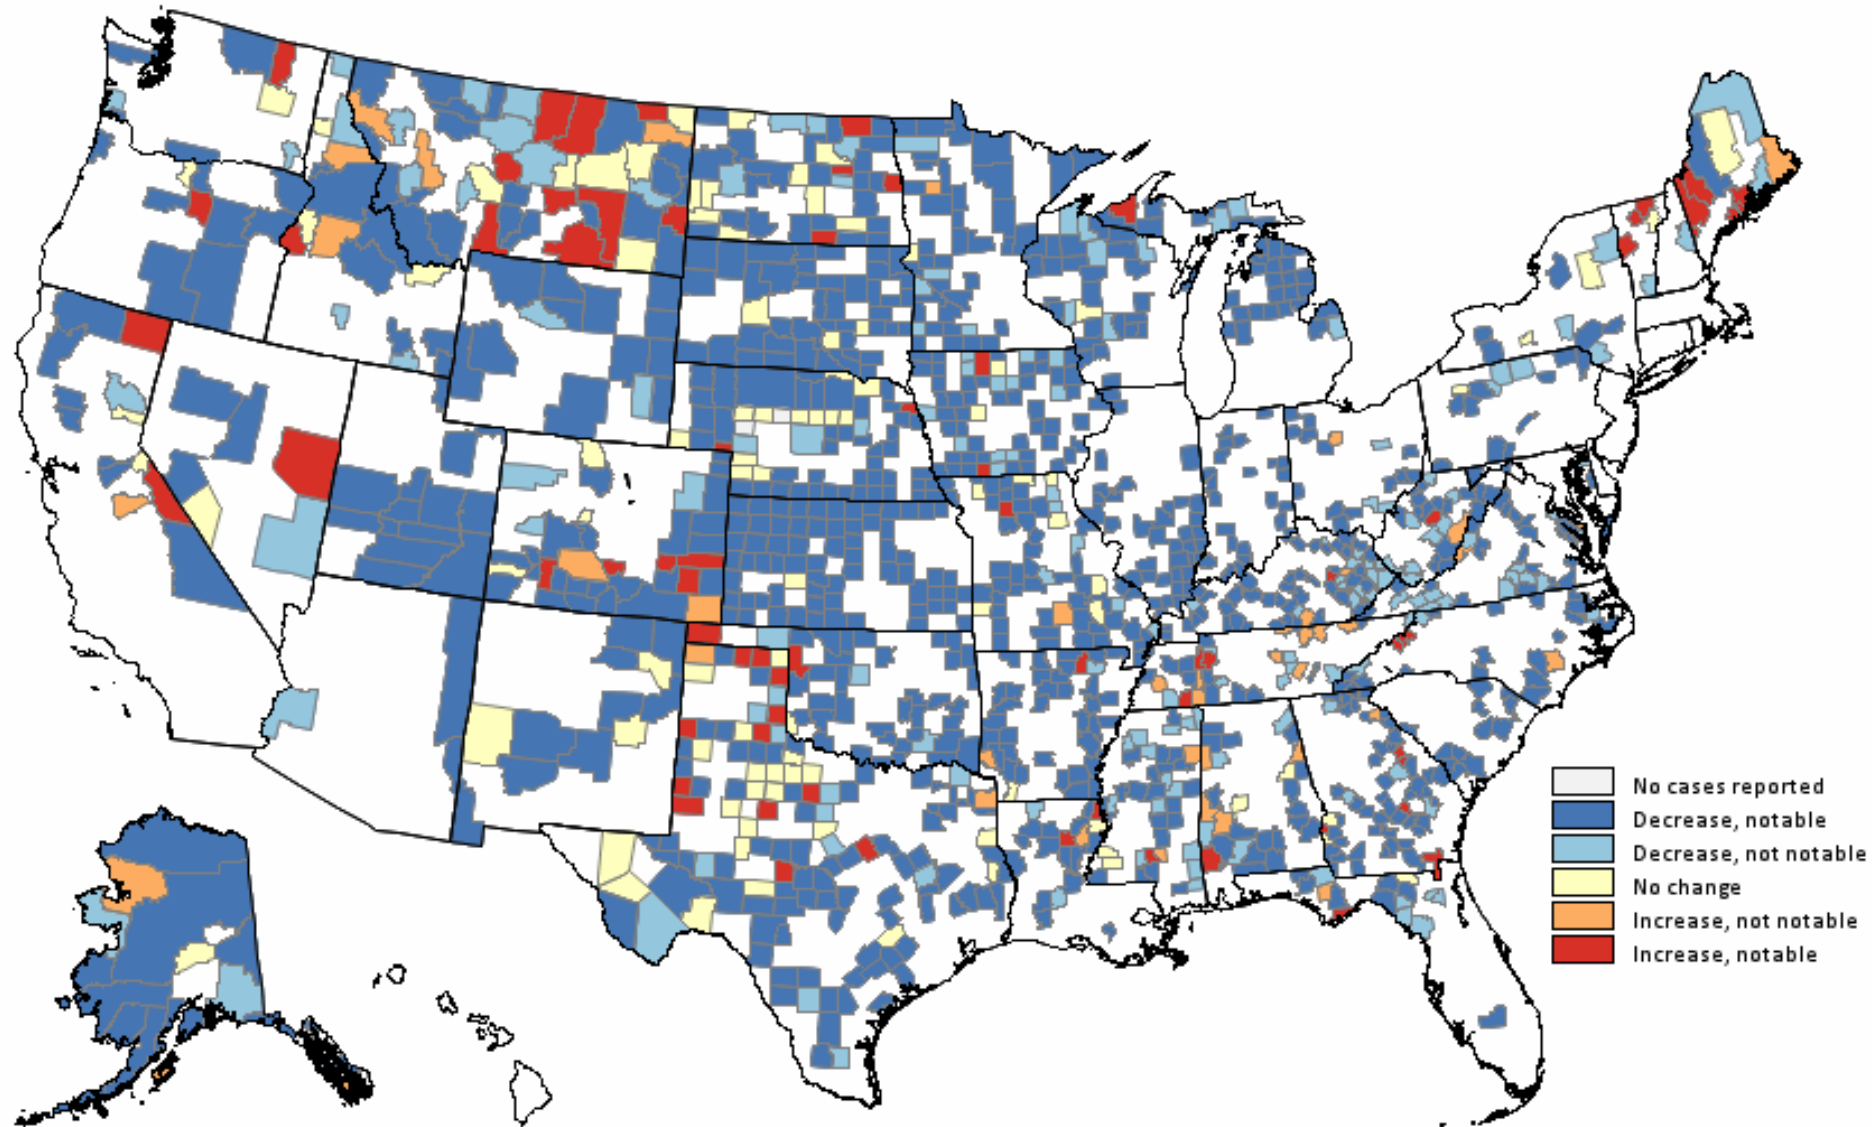 No cases reported
Decrease, notable
Decrease, not notable
No change
Increase, not notable
Increase, notable